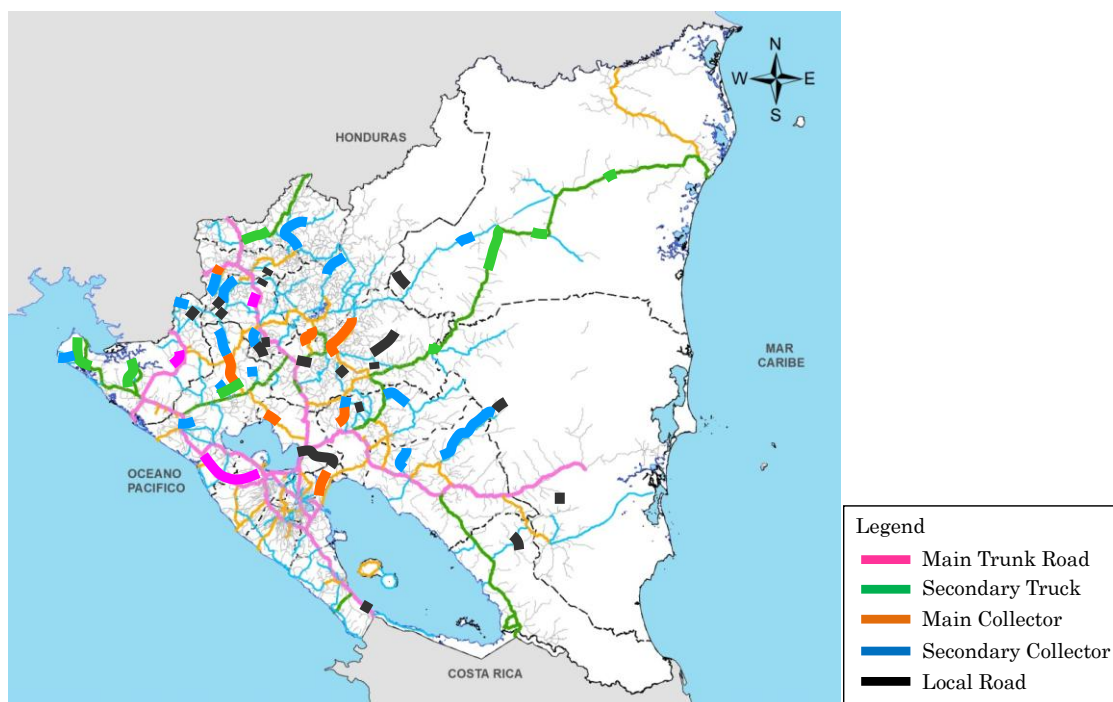 N
W E
S
HONDURAS
MAR
CARIBE
OCEANO
PACIFICO
COSTA RICA
Legend
Main Trunk Road
Secondary Truck
Main Collector
Secondary Collector
Local Road